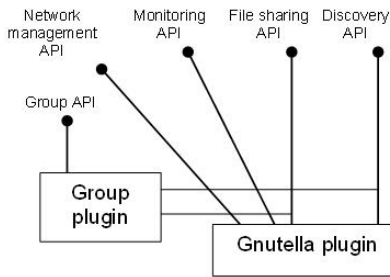 Network
management
API
Monitoring
API
File sharing
API
Discovery
API
Group API
Group
plugin
Gnutella plugin